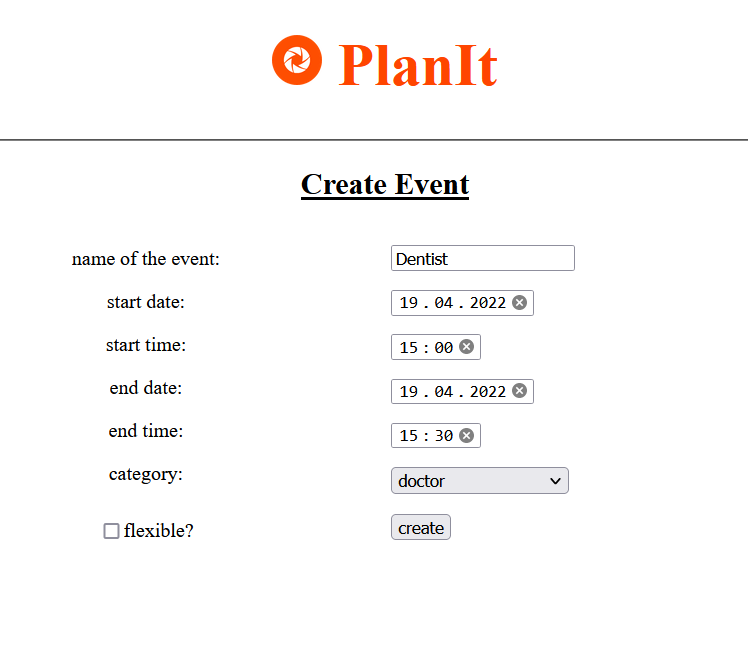 PlanIt
Create Event
name of the event: Dentist
start date: 19.04.2022
start time: 15:00
end date: 19.04.2022
end time: 15:30
category: doctor
flexible? create